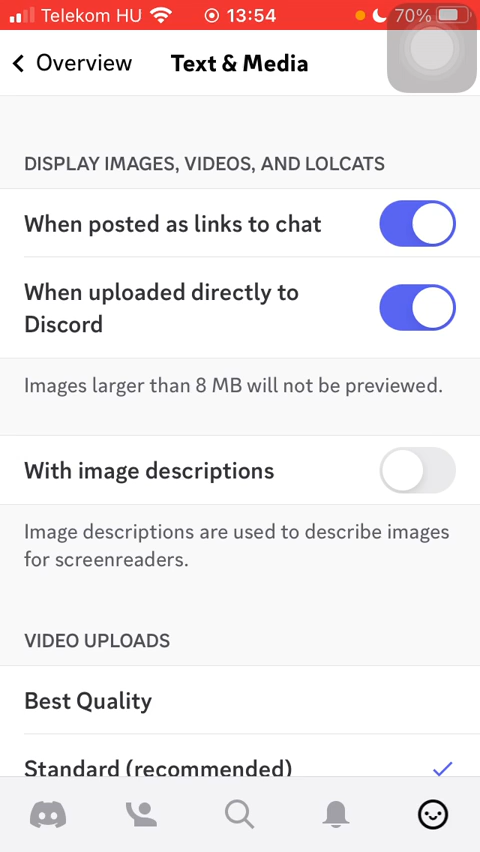 Telekom HU 13:54 70%
Overview Text & Media
DISPLAY IMAGES, VIDEOS, AND LOLCATS
When posted as links to chat
When uploaded directly to
Discord
Images larger than 8 MB will not be previewed.
With image descriptions
Image descriptions are used to describe images
for screenreaders.
VIDEO UPLOADS
Best Quality
Standard (recommended)